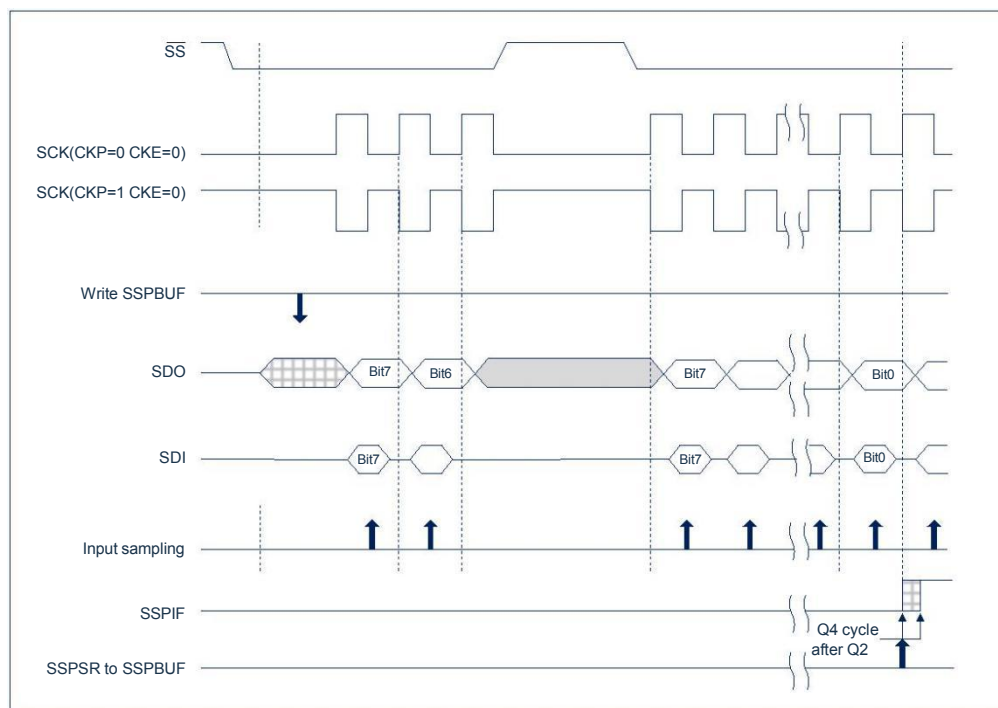 SS
SCK(CKP=0 CKE=0)
SCK(CKP=1 CKE=0)
Write SSPBUF
SDO
Bit7
Bit6
Bit7
Bit0
SDI
Bit7
Bit7
Bit0
Input sampling
SSPIF
Q4 cycle
after Q2
SSPSR to SSPBUF